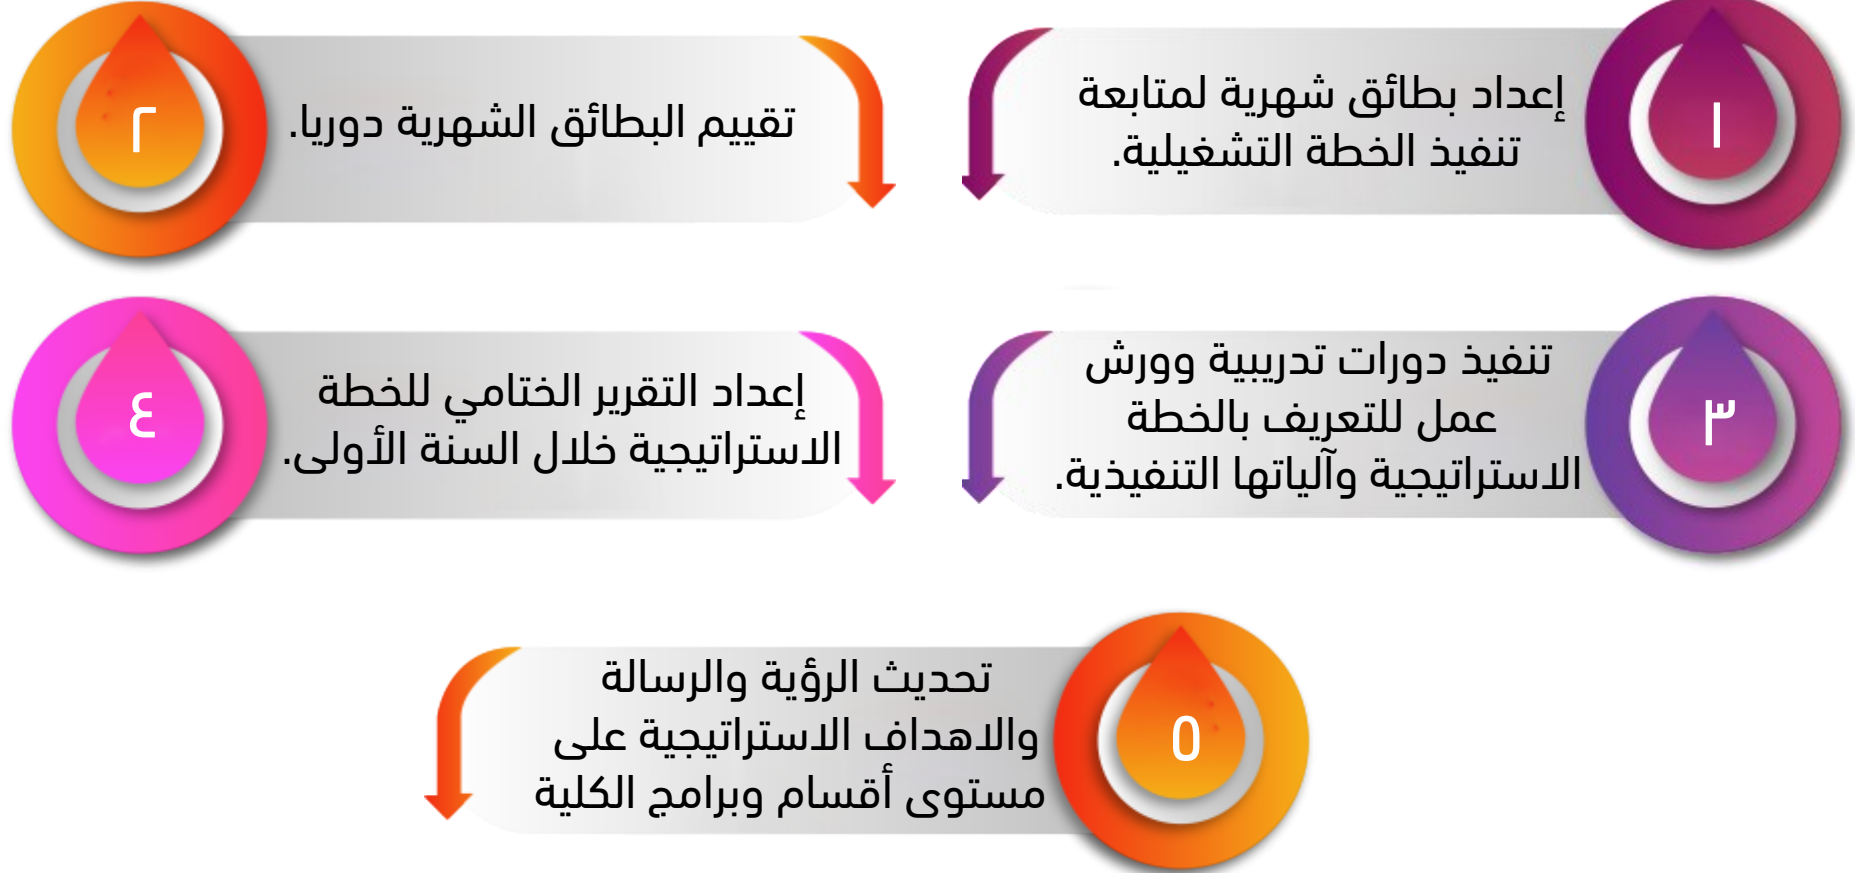 ١
إعداد بطائق شهرية لمتابعة
تنفيذ الخطة التشغيلية.
٢
تقييم البطائق الشهرية دوريا.
٣
تنفيذ دورات تدريبية وورش
عمل للتعريف بالخطة
الاستراتيجية وآلياتها التنفيذية.
٤
إعداد التقرير الختامي للخطة
الاستراتيجية خلال السنة الأولى.
٥
تحديث الرؤية والرسالة
والاهداف الاستراتيجية على
مستوى أقسام وبرامج الكلية